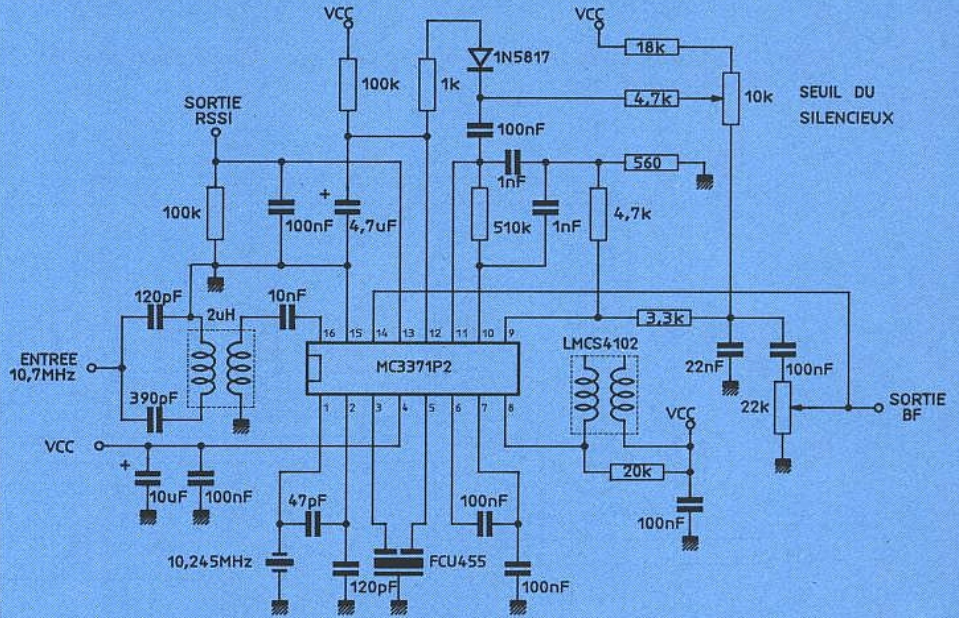 VCC
VCC
18k
1N5817
100k
1k
10k
SEUIL DU
SILENCIEUX
4,7k
SORTIE
RSSI
100nF
1nF
560
+
100k
100nF
4,7uF
510k
1nF
4,7k
120pF
2uH
10nF
16 15 14 13 12 11 10 9
3,3k
LMCS4102
ENTREE
10,7MHz
MC3371P2
22nF
100nF
390pF
1 2 3 4 5 6 7 8
22k
SORTIE
BF
VCC
VCC
+
10uF
100nF
20k
47pF
100nF
100nF
10,245MHz
120pF
FCU455
100nF